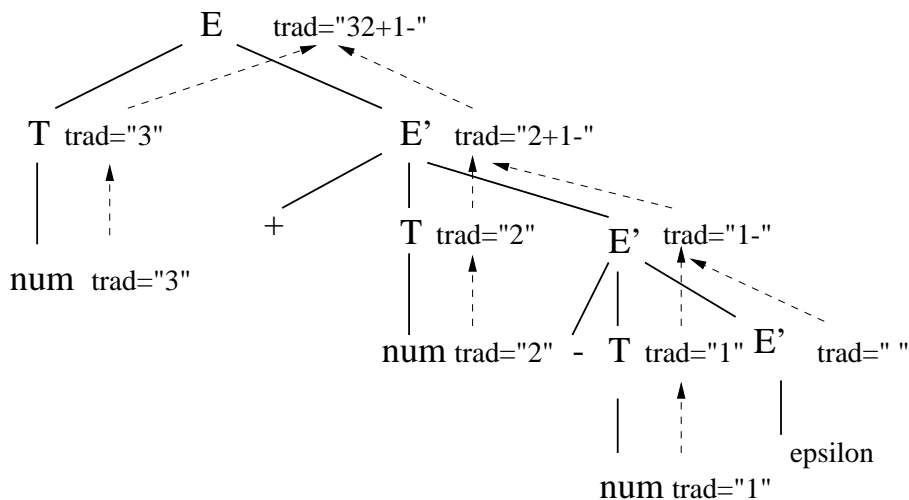 E trad="32+1-"
T trad="3" E’ trad="2+1-"
+ T trad="2" E’ trad="1-"
num trad="3"
num trad="2" - T trad="1" E’ trad=" "
epsilon
num trad="1"